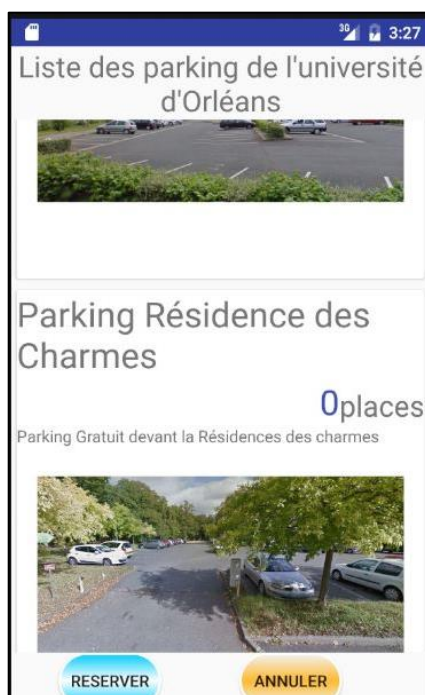 3G 3:27
Liste des parking de l'université
d'Orléans
Parking Résidence des
Charmes
0places
Parking Gratuit devant la Résidences des charmes
RESERVER ANNULER